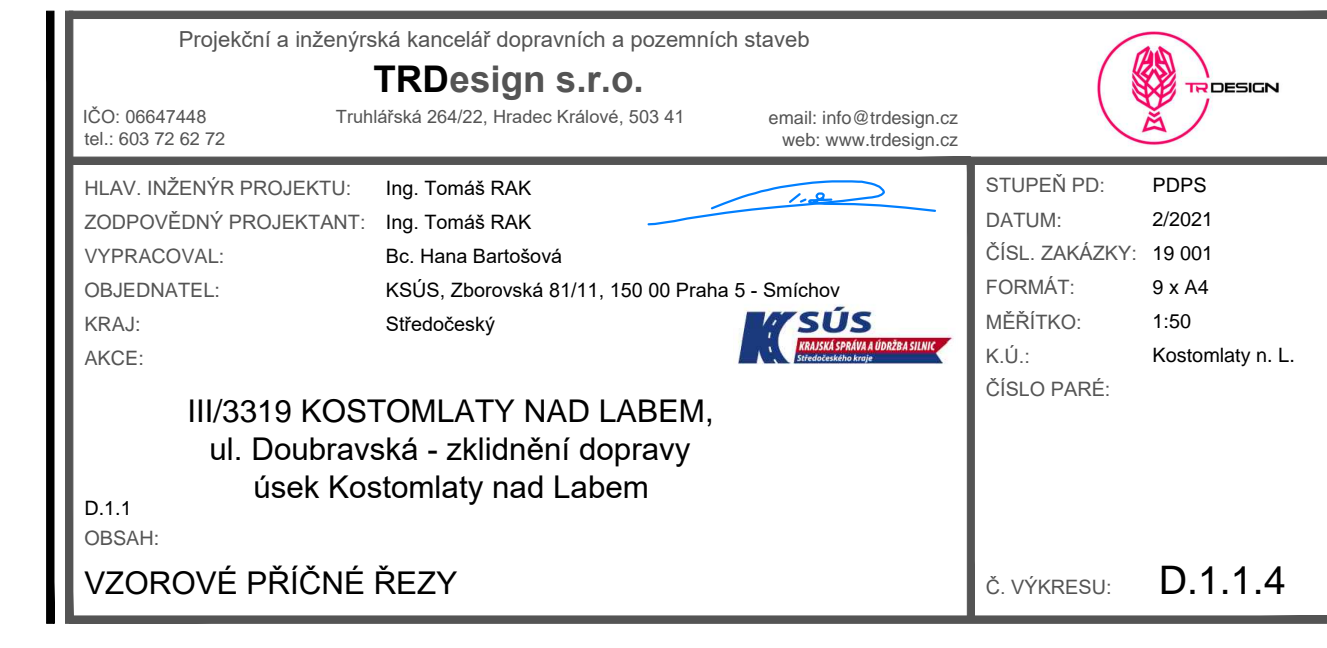 Projekční a inženýrská kancelář dopravních a pozemních staveb
TRDesign s.r.o.
IČO: 06647448
tel.: 603 72 62 72
Truhlářská 264/22, Hradec Králové, 503 41
email: info@trdesign.cz
web: www.trdesign.cz
TR DESIGN
HLAV. INŽENÝR PROJEKTU: Ing. Tomáš RAK
ZODPOVĚDNÝ PROJEKTANT: Ing. Tomáš RAK
VYPRACOVAL: Bc. Hana Bartošová
OBJEDNATEL: KSÚS, Zborovská 81/11, 150 00 Praha 5 - Smíchov
KRAJ: Středočeský
KSÚS
KRAJSKÁ SPRÁVA A ÚDRŽBA SILNIC
Středočeského kraje
AKCE:
III/3319 KOSTOMLATY NAD LABEM,
ul. Doubravská - zklidnění dopravy
úsek Kostomlaty nad Labem
D.1.1
OBSAH:
VZOROVÉ PŘÍČNÉ ŘEZY
STUPEŇ PD: PDPS
DATUM: 2/2021
ČÍSL. ZAKÁZKY: 19 001
FORMÁT: 9 x A4
MĚŘÍTKO: 1:50
K.Ú.: Kostomlaty n. L.
ČÍSLO PARÉ:
Č. VÝKRESU: D.1.1.4